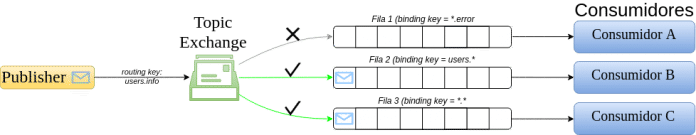 Consumidores
Topic
Exchange
Publisher
routing key:
users.info
Fila 1 (binding key = *.error
Consumidor A
Fila 2 (binding key = users.*
Consumidor B
Fila 3 (binding key = *.*
Consumidor C